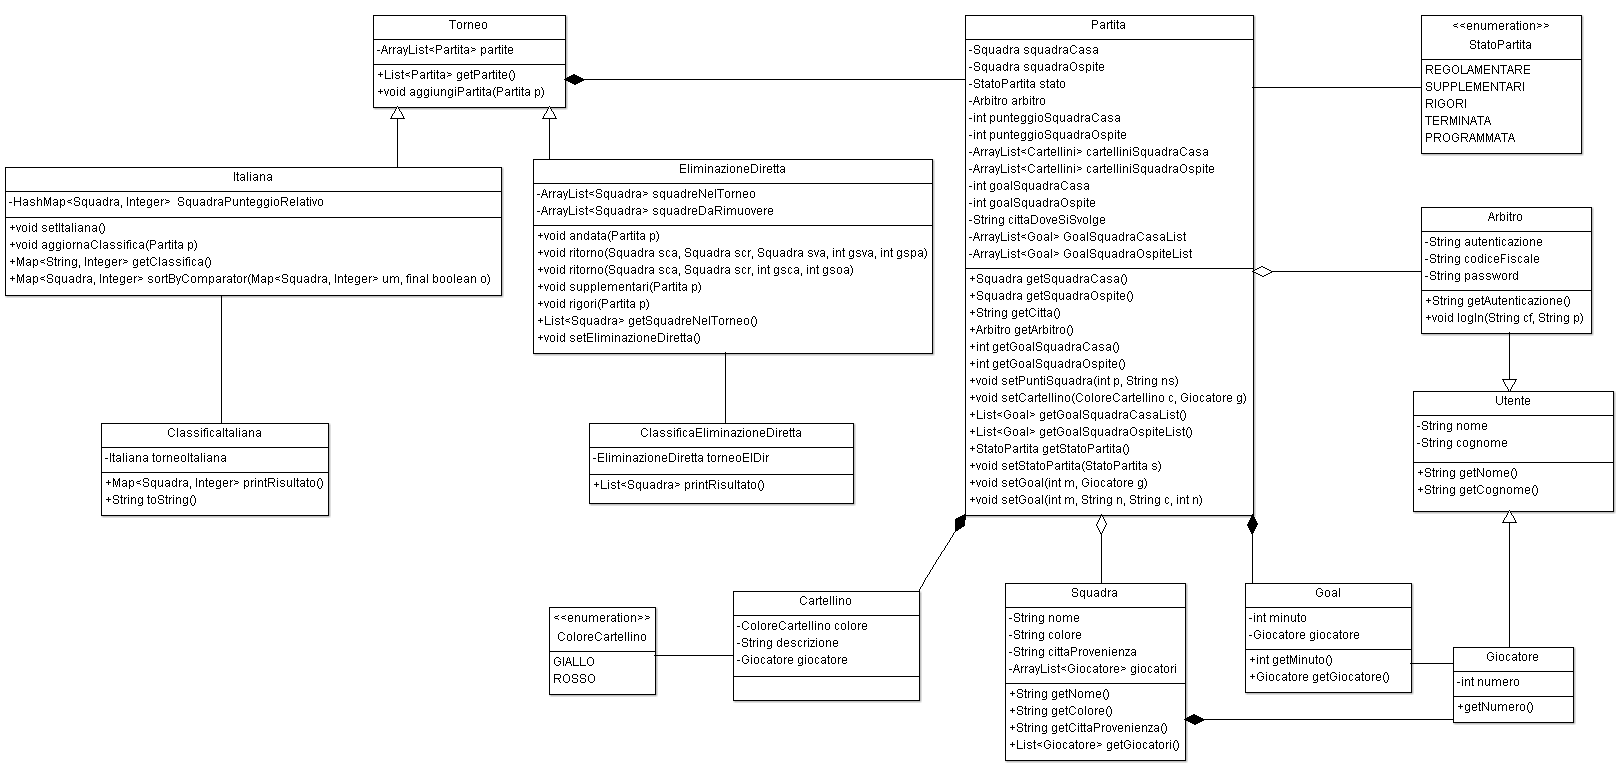 Torneo
-ArrayList<Partita> partite
+List<Partita> getPartite()
+void aggiungiPartita(Partita p)
Partita
-Squadra squadraCasa
-Squadra squadraOspite
-StatoPartita stato
-Arbitro arbitro
-int punteggioSquadraCasa
-int punteggioSquadraOspite
-ArrayList<Cartellini> cartelliniSquadraCasa
-ArrayList<Cartellini> cartelliniSquadraOspite
-int goalSquadraCasa
-int goalSquadraOspite
-String cittaDoveSiSvolge
-ArrayList<Goal> GoalSquadraCasaList
-ArrayList<Goal> GoalSquadraOspiteList
+Squadra getSquadraCasa()
+Squadra getSquadraOspite()
+String getCitta()
+Arbitro getArbitro()
+int getGoalSquadraCasa()
+int getGoalSquadraOspite()
+void setPuntiSquadra(int p, String ns)
+void setCartellino(ColoreCartellino c, Giocatore g)
+List<Goal> getGoalSquadraCasaList()
+List<Goal> getGoalSquadraOspiteList()
+StatoPartita getStatoPartita()
+void setStatoPartita(StatoPartita s)
+void setGoal(int m, Giocatore g)
+void setGoal(int m, String n, String c, int n)
<<enumeration>>
StatoPartita
REGOLAMENTARE
SUPPLEMENTARI
RIGORI
TERMINATA
PROGRAMMATA
Italiana
-HashMap<Squadra, Integer> SquadraPunteggioRelativo
+void setItaliana()
+void aggiornaClassifica(Partita p)
+Map<String, Integer> getClassifica()
+Map<Squadra, Integer> sortByComparator(Map<Squadra, Integer> um, final boolean o)
EliminazioneDiretta
-ArrayList<Squadra> squadreNelTorneo
-ArrayList<Squadra> squadreDaRimuovere
+void andata(Partita p)
+void ritorno(Squadra sca, Squadra scr, Squadra sva, int gsva, int gspa)
+void ritorno(Squadra sca, Squadra scr, int gsca, int gsoa)
+void supplementari(Partita p)
+void rigori(Partita p)
+List<Squadra> getSquadreNelTorneo()
+void setEliminazioneDiretta()
Arbitro
-String autenticazione
-String codiceFiscale
-String password
+String getAutenticazione()
+void logIn(String cf, String p)
Utente
-String nome
-String cognome
+String getNome()
+String getCognome()
ClassificaItaliana
-Italiana torneoItaliana
+Map<Squadra, Integer> printRisultato()
+String toString()
ClassificaEliminazioneDiretta
-EliminazioneDiretta torneoElDir
+List<Squadra> printRisultato()
<<enumeration>>
ColoreCartellino
GIALLO
ROSSO
Cartellino
-ColoreCartellino colore
-String descrizione
-Giocatore giocatore
Squadra
-String nome
-String colore
-String cittaProvenienza
-ArrayList<Giocatore> giocatori
+String getNome()
+String getColore()
+String getCittaProvenienza()
+List<Giocatore> getGiocatori()
Goal
-int minuto
-Giocatore giocatore
+int getMinuto()
+Giocatore getGiocatore()
Giocatore
-int numero
+getNumero()